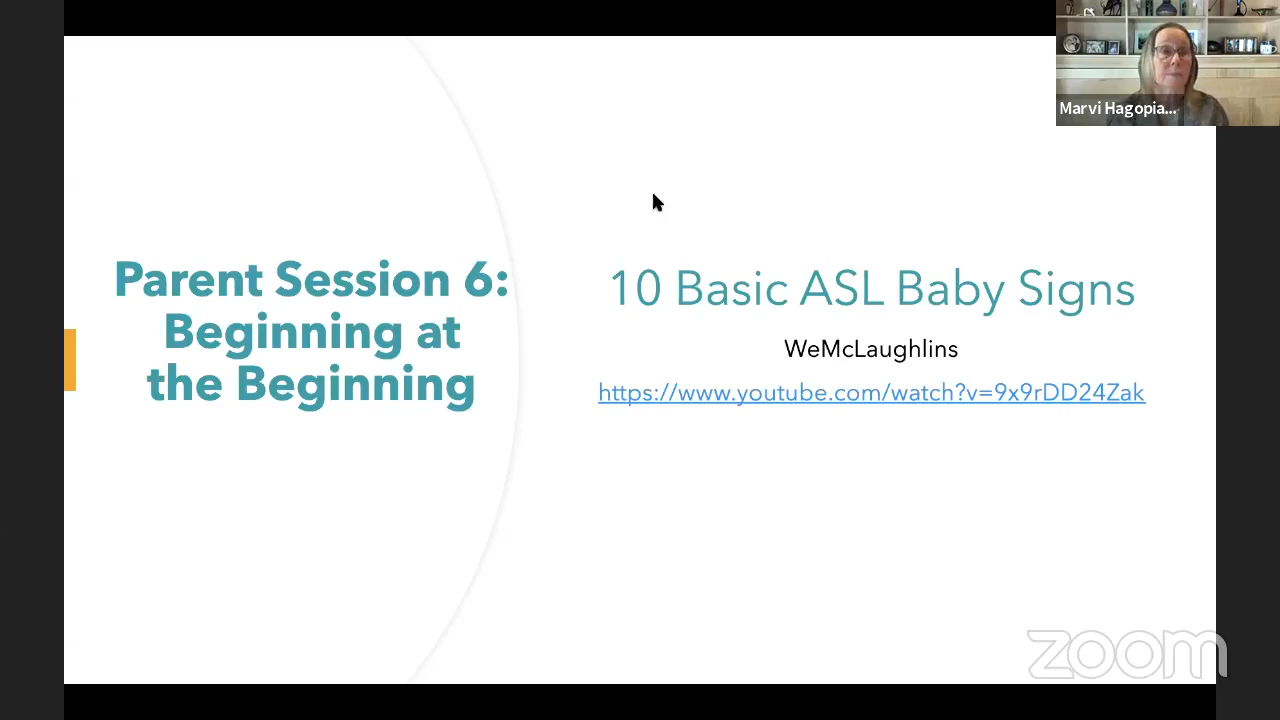 Marvi Hagopia...
Parent Session 6:
Beginning at
the Beginning
10 Basic ASL Baby Signs
WeMcLaughlins
https://www.youtube.com/watch?v=9x9rDD24Zak
zoom